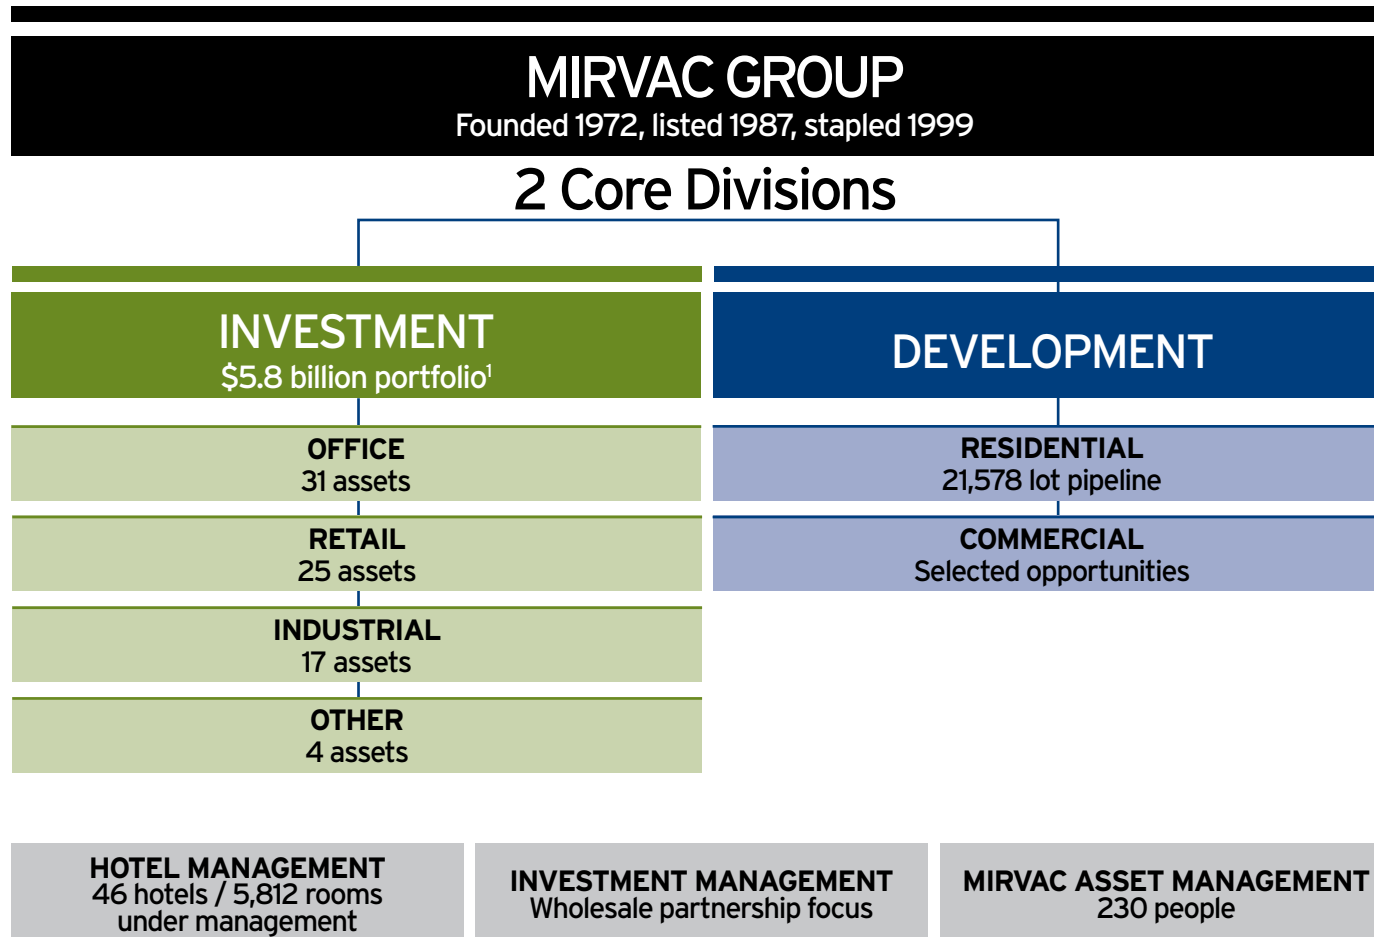 MIRVAC GROUP
Founded 1972, listed 1987, stapled 1999
2 Core Divisions
INVESTMENT
$5.8 billion portfolio¹
OFFICE
31 assets
RETAIL
25 assets
INDUSTRIAL
17 assets
OTHER
4 assets
DEVELOPMENT
RESIDENTIAL
21,578 lot pipeline
COMMERCIAL
Selected opportunities
HOTEL MANAGEMENT
46 hotels / 5,812 rooms
under management
INVESTMENT MANAGEMENT
Wholesale partnership focus
MIRVAC ASSET MANAGEMENT
230 people